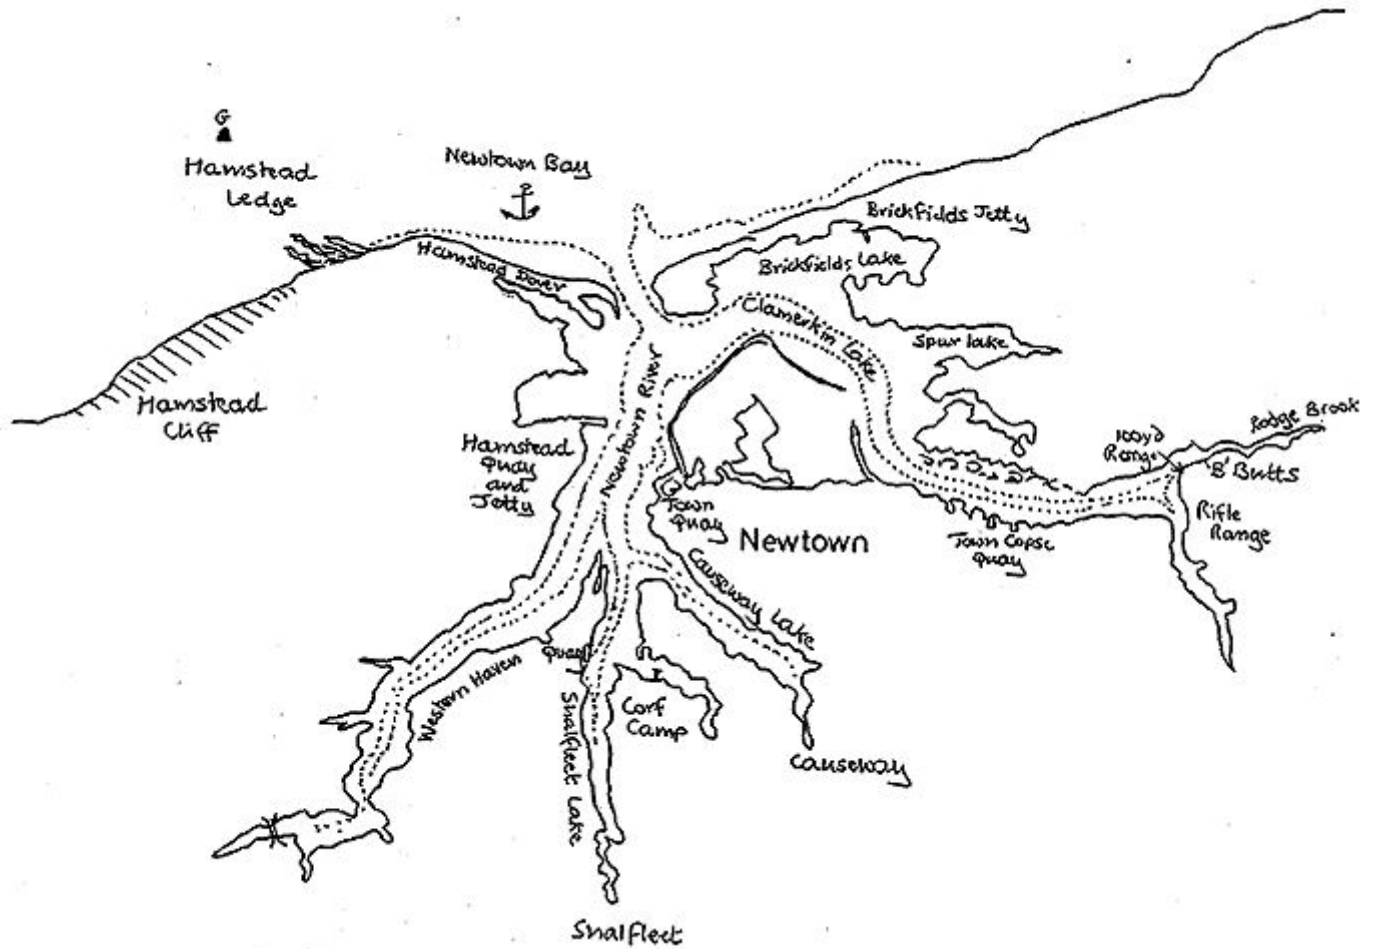 G
Hamstead
Ledge
Newtown Bay
Hamstead Dover
Brickfields Jetty
Brickfields Lake
Clamerkin Lake
Spur Lake
Hamstead
Cliff
Newtown River
Hamstead
Quay
and
Jetty
Town
Quay
Newtown
Town Copse
Quay
100yd
Range
Rodge Brook
B' Butts
Rifle
Range
Causeway Lake
Western Haven
Quay
Shalfleet Lake
Corf
Camp
Causeway
Shalfleet